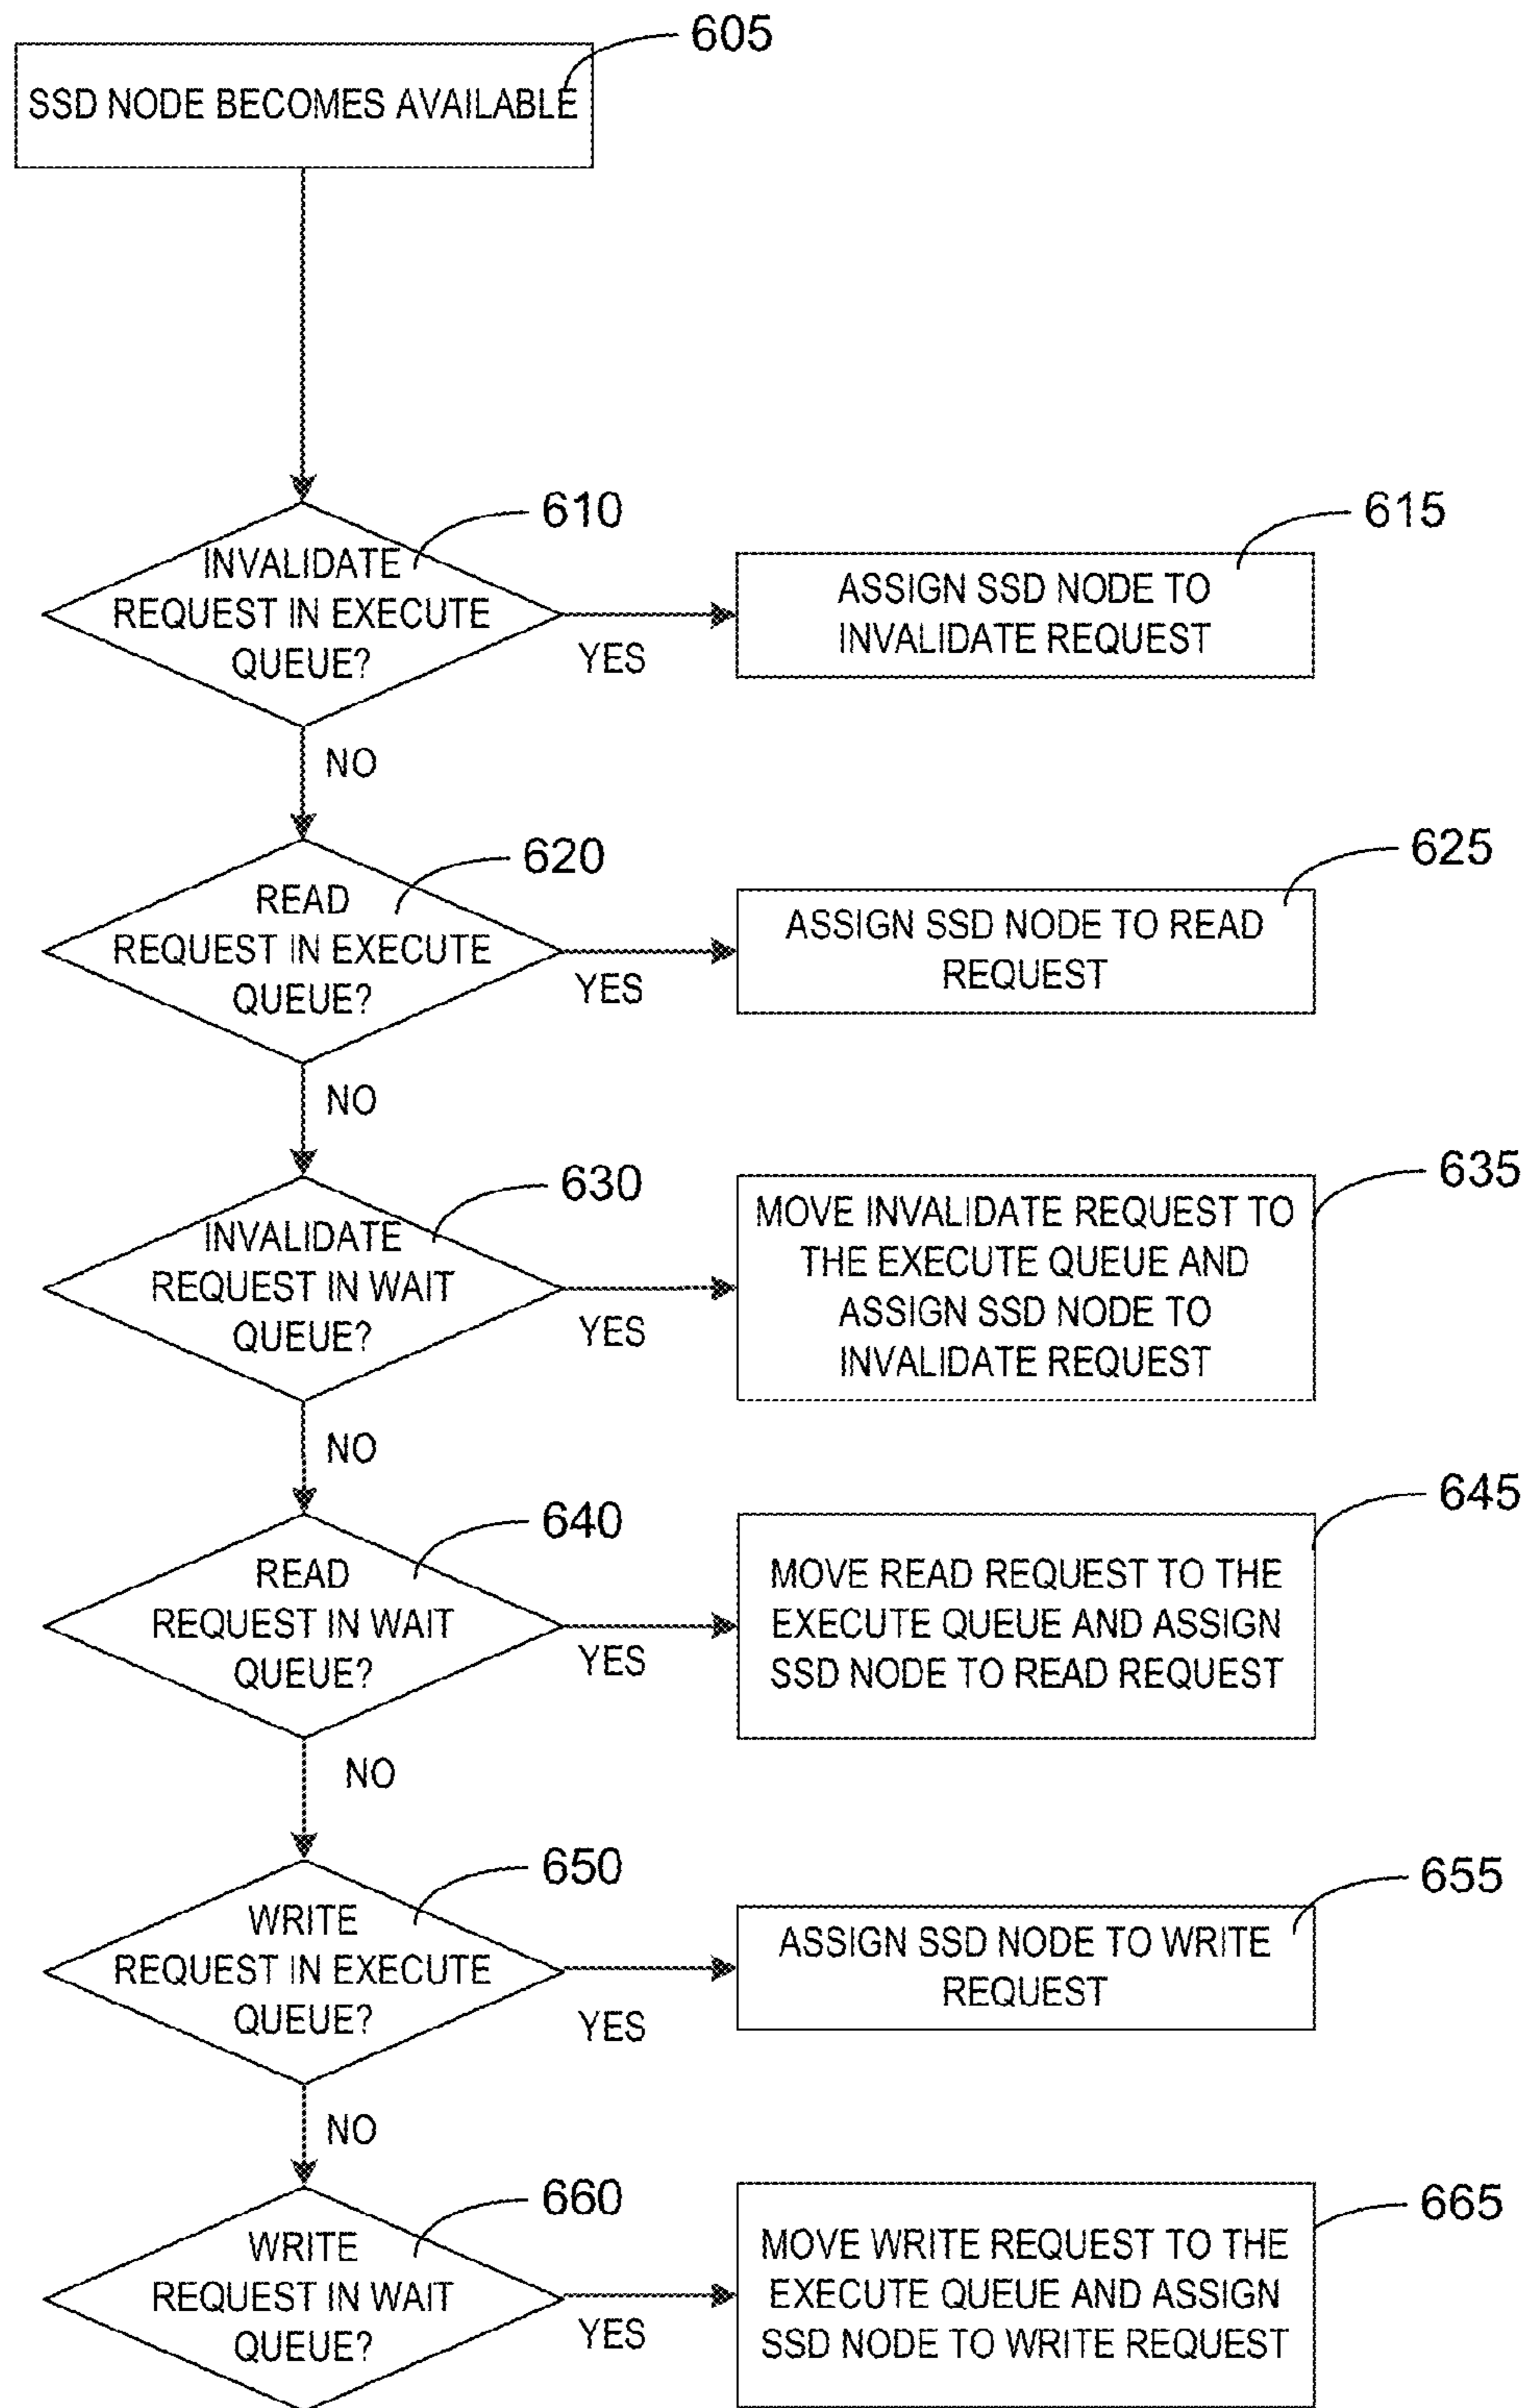 605
SSD NODE BECOMES AVAILABLE
610
INVALIDATE
REQUEST IN EXECUTE
QUEUE?
YES
615
ASSIGN SSD NODE TO
INVALIDATE REQUEST
NO
620
READ
REQUEST IN EXECUTE
QUEUE?
YES
625
ASSIGN SSD NODE TO READ
REQUEST
NO
630
INVALIDATE
REQUEST IN WAIT
QUEUE?
YES
635
MOVE INVALIDATE REQUEST TO
THE EXECUTE QUEUE AND
ASSIGN SSD NODE TO
INVALIDATE REQUEST
NO
640
READ
REQUEST IN WAIT
QUEUE?
YES
645
MOVE READ REQUEST TO THE
EXECUTE QUEUE AND ASSIGN
SSD NODE TO READ REQUEST
NO
650
WRITE
REQUEST IN EXECUTE
QUEUE?
YES
655
ASSIGN SSD NODE TO WRITE
REQUEST
NO
660
WRITE
REQUEST IN WAIT
QUEUE?
YES
665
MOVE WRITE REQUEST TO THE
EXECUTE QUEUE AND ASSIGN
SSD NODE TO WRITE REQUEST